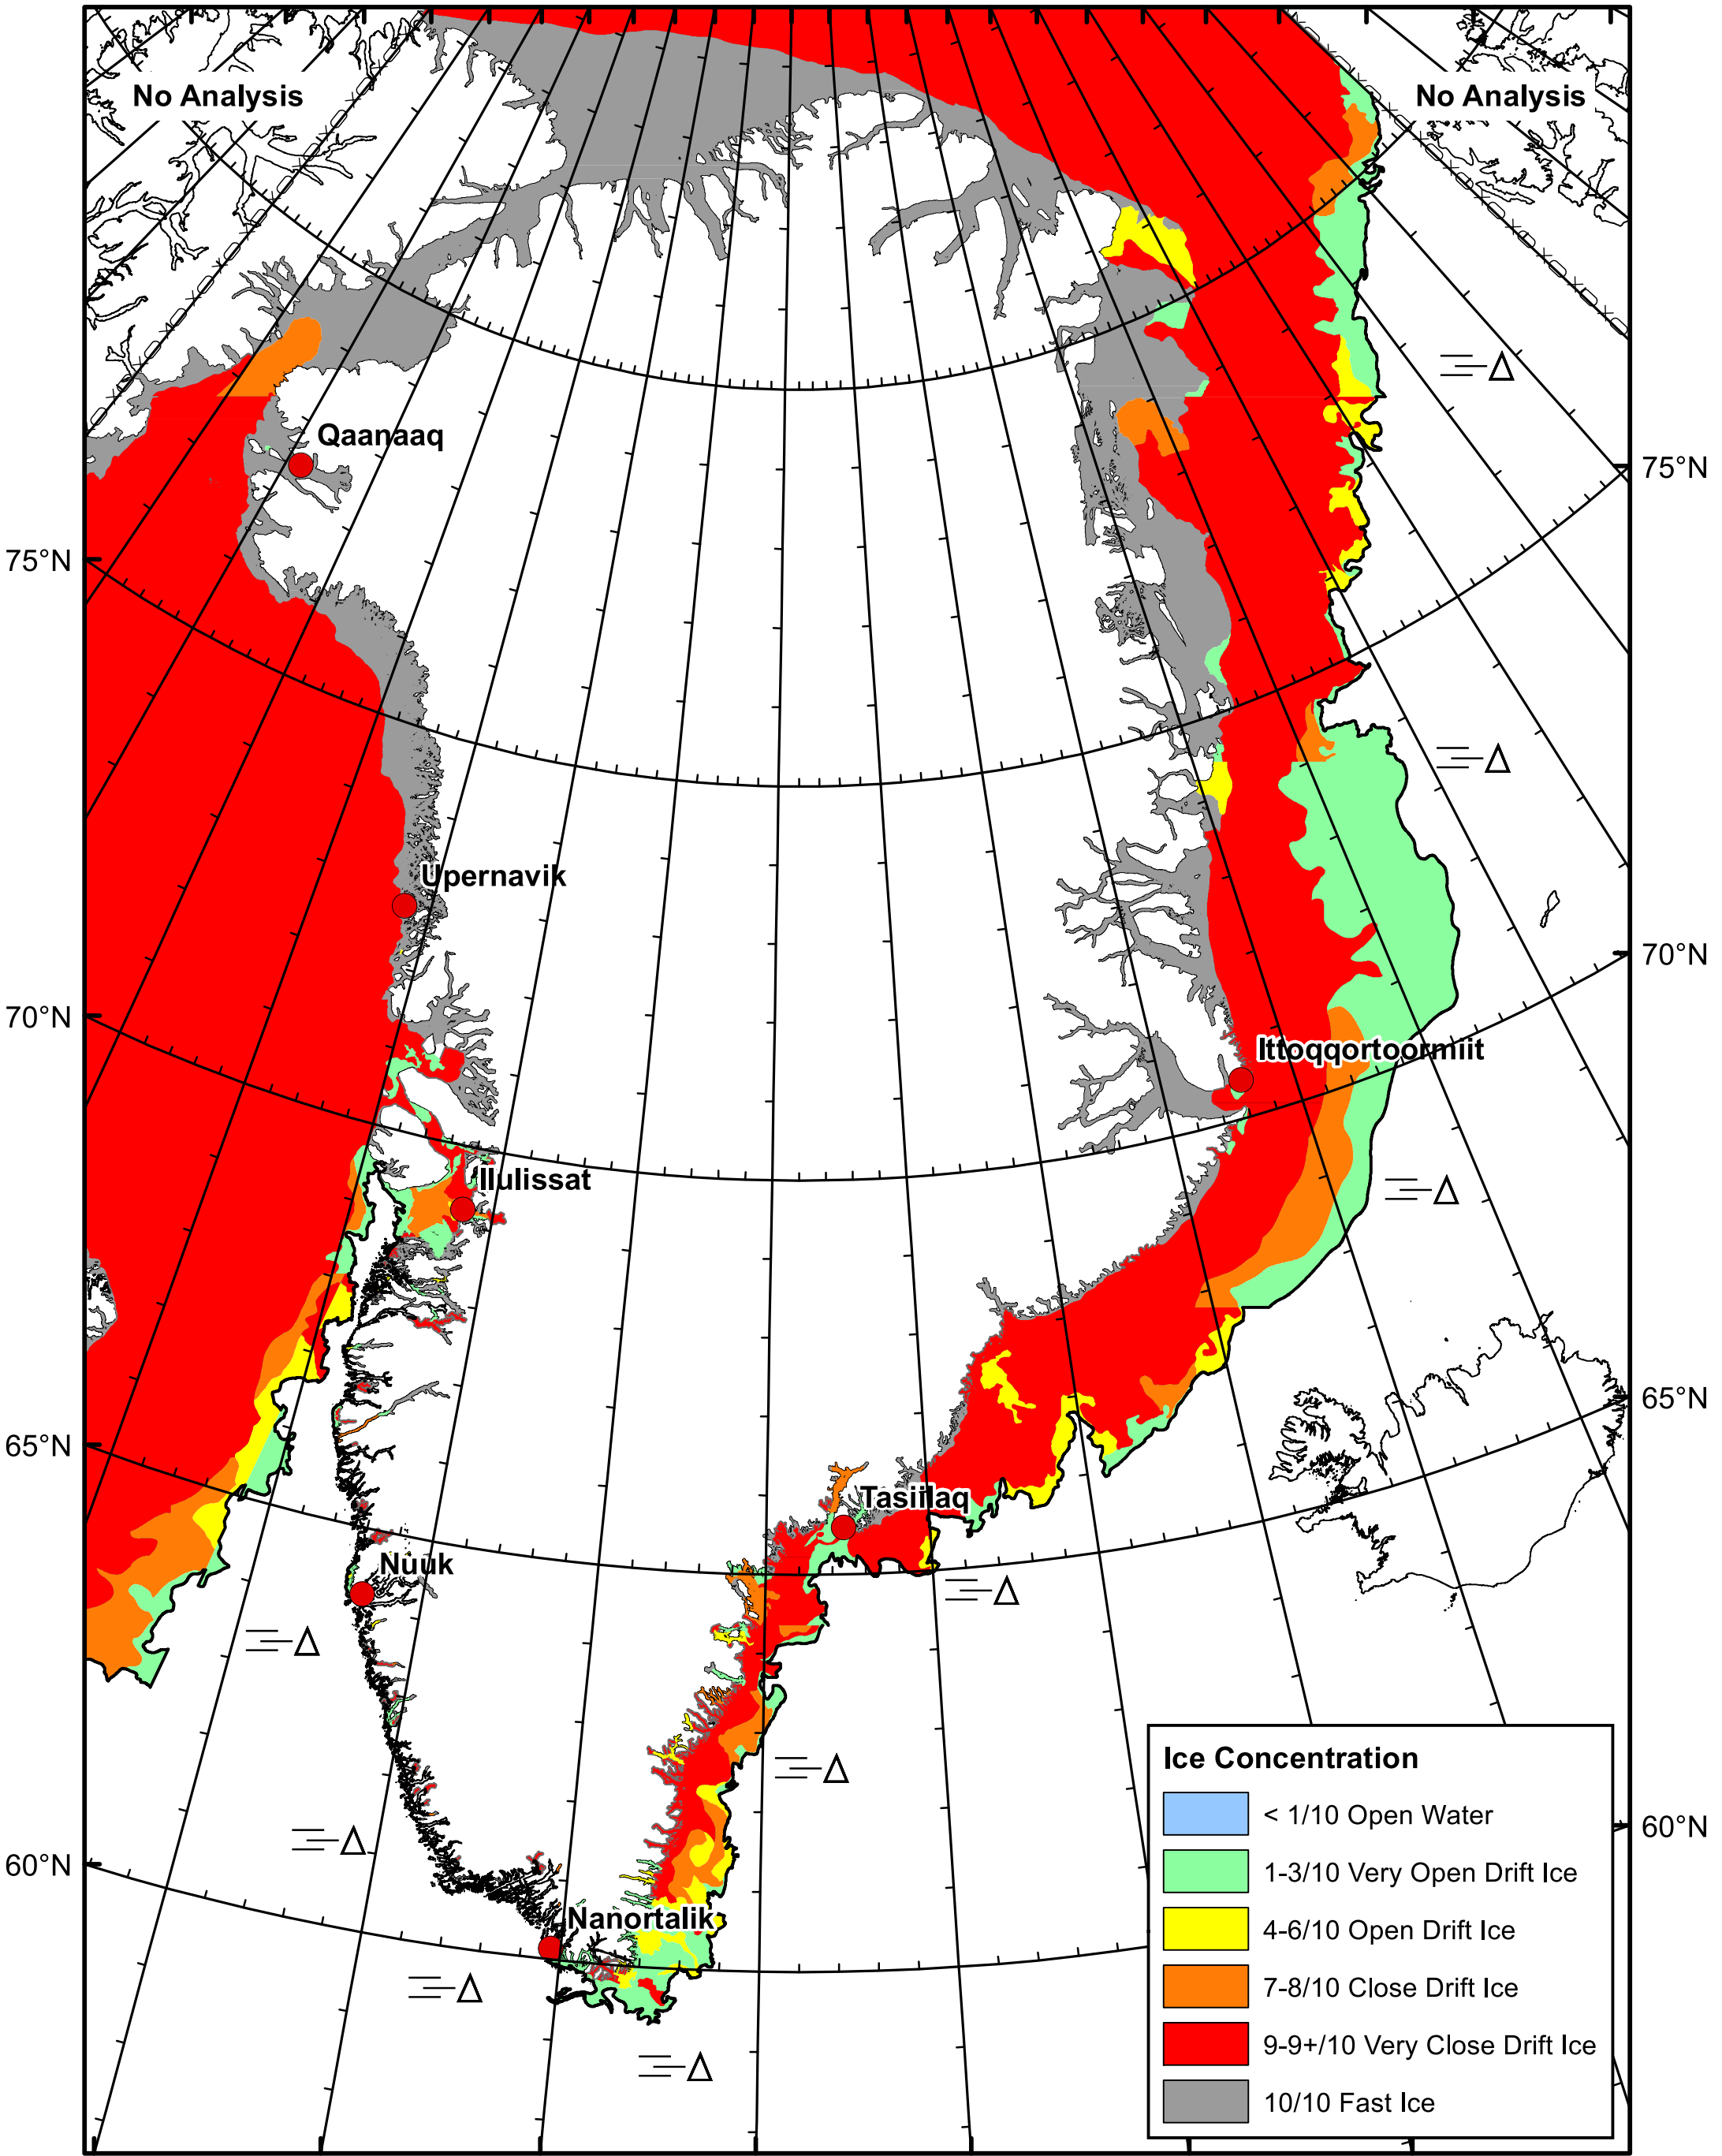 No Analysis
No Analysis
Qaanaaq
75°N
75°N
Upernavik
70°N
70°N
Ittoqqortoormiit
Ilulissat
65°N
65°N
Tasiilaq
Nuuk
Ice Concentration
< 1/10 Open Water
1-3/10 Very Open Drift Ice
4-6/10 Open Drift Ice
7-8/10 Close Drift Ice
9-9+/10 Very Close Drift Ice
10/10 Fast Ice
60°N
60°N
Nanortalik